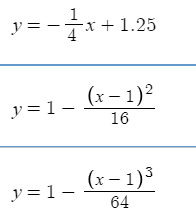 y = −1/4 x + 1.25
y = 1 − (x − 1)²/16
y = 1 − (x − 1)³/64